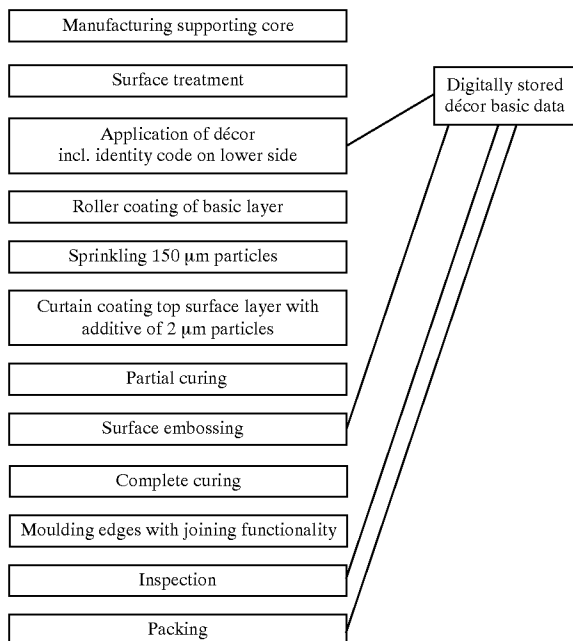 Manufacturing supporting core
Surface treatment
Digitally stored
décor basic data
Application of décor
incl. identity code on lower side
Roller coating of basic layer
Sprinkling 150 µm particles
Curtain coating top surface layer with
additive of 2 µm particles
Partial curing
Surface embossing
Complete curing
Moulding edges with joining functionality
Inspection
Packing